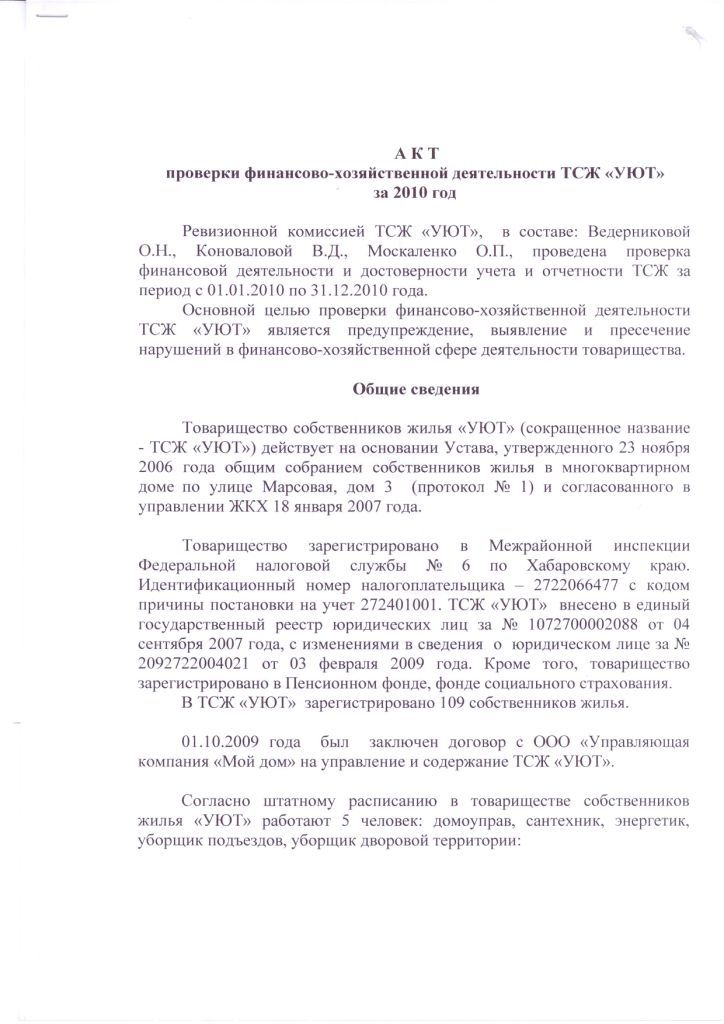 А К Т
проверки финансово-хозяйственной деятельности ТСЖ «УЮТ»
за 2010 год
Ревизионной комиссией ТСЖ «УЮТ», в составе: Ведерниковой
О.Н., Коноваловой В.Д., Москаленко О.П., проведена проверка
финансовой деятельности и достоверности учета и отчетности ТСЖ за
период с 01.01.2010 по 31.12.2010 года.
Основной целью проверки финансово-хозяйственной деятельности
ТСЖ «УЮТ» является предупреждение, выявление и пресечение
нарушений в финансово-хозяйственной сфере деятельности товарищества.
Общие сведения
Товарищество собственников жилья «УЮТ» (сокращенное название
- ТСЖ «УЮТ») действует на основании Устава, утвержденного 23 ноября
2006 года общим собранием собственников жилья в многоквартирном
доме по улице Марсовая, дом 3 (протокол № 1) и согласованного в
управлении ЖКХ 18 января 2007 года.
Товарищество зарегистрировано в Межрайонной инспекции
Федеральной налоговой службы № 6 по Хабаровскому краю.
Идентификационный номер налогоплательщика – 2722066477 с кодом
причины постановки на учет 272401001. ТСЖ «УЮТ» внесено в единый
государственный реестр юридических лиц за № 1072700002088 от 04
сентября 2007 года, с изменениями в сведения о юридическом лице за №
2092722004021 от 03 февраля 2009 года. Кроме того, товарищество
зарегистрировано в Пенсионном фонде, фонде социального страхования.
В ТСЖ «УЮТ» зарегистрировано 109 собственников жилья.
01.10.2009 года был заключен договор с ООО «Управляющая
компания «Мой дом» на управление и содержание ТСЖ «УЮТ».
Согласно штатному расписанию в товариществе собственников
жилья «УЮТ» работают 5 человек: домоуправ, сантехник, энергетик,
уборщик подъездов, уборщик дворовой территории: